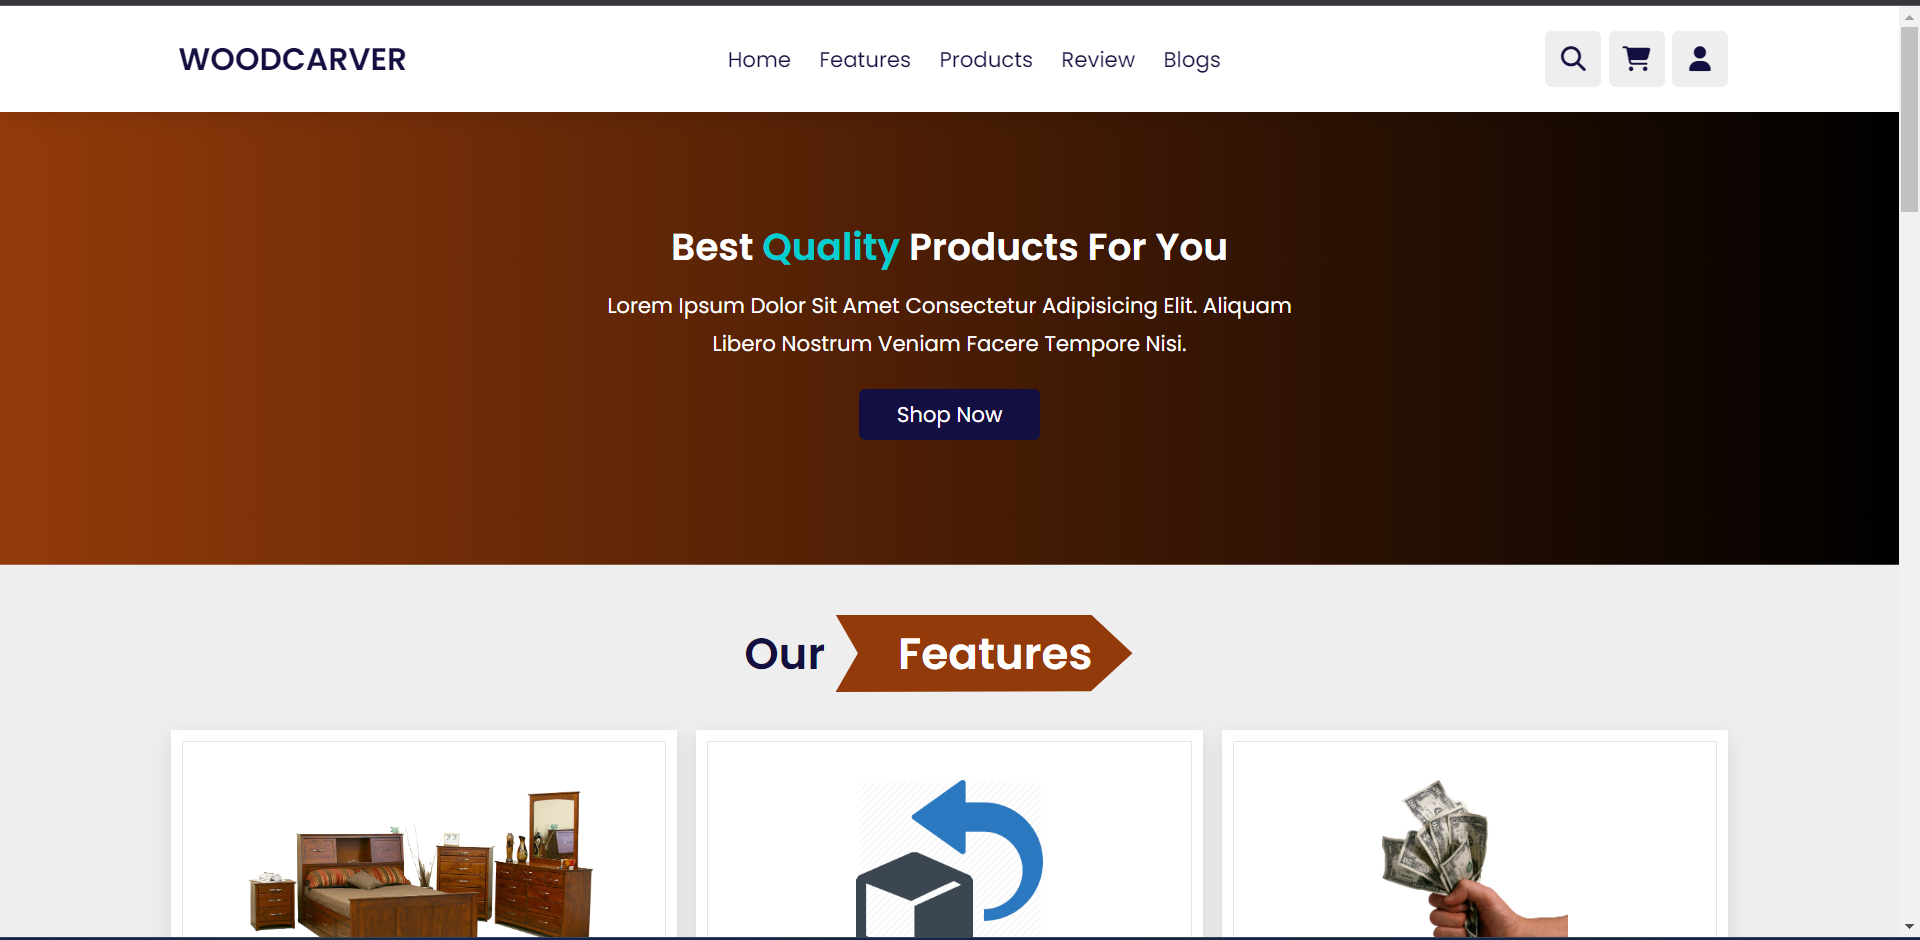 WOODCARVER
Home Features Products Review Blogs
Best Quality Products For You
Lorem Ipsum Dolor Sit Amet Consectetur Adipisicing Elit. Aliquam
Libero Nostrum Veniam Facere Tempore Nisi.
Shop Now
Our Features